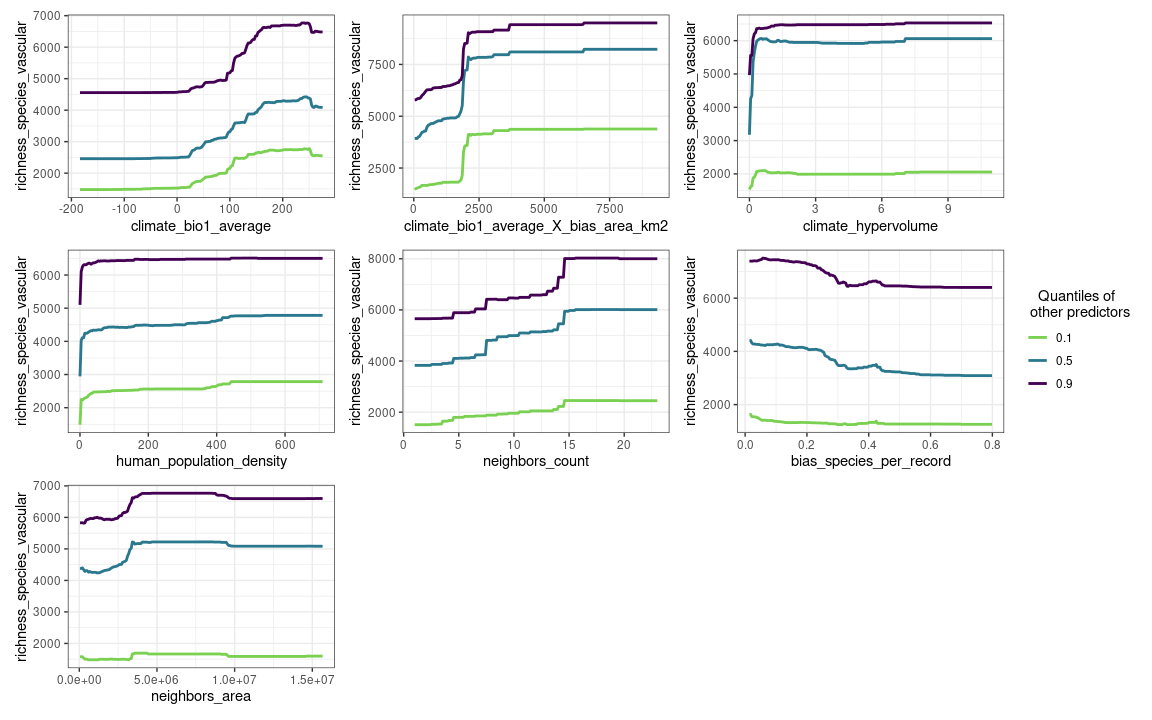 richness_species_vascular
7000
6000
5000
4000
3000
2000
-200 -100 0 100 200
climate_bio1_average
richness_species_vascular
7500
5000
2500
0 2500 5000 7500
climate_bio1_average_X_bias_area_km2
richness_species_vascular
6000
5000
4000
3000
2000
0 3 6 9
climate_hypervolume
richness_species_vascular
6000
5000
4000
3000
2000
0 200 400 600
human_population_density
richness_species_vascular
8000
6000
4000
2000
0 5 10 15 20
neighbors_count
richness_species_vascular
6000
4000
2000
0.0 0.2 0.4 0.6 0.8
bias_species_per_record
Quantiles of
other predictors
0.1
0.5
0.9
richness_species_vascular
7000
6000
5000
4000
3000
2000
0.0e+00 5.0e+06 1.0e+07 1.5e+07
neighbors_area